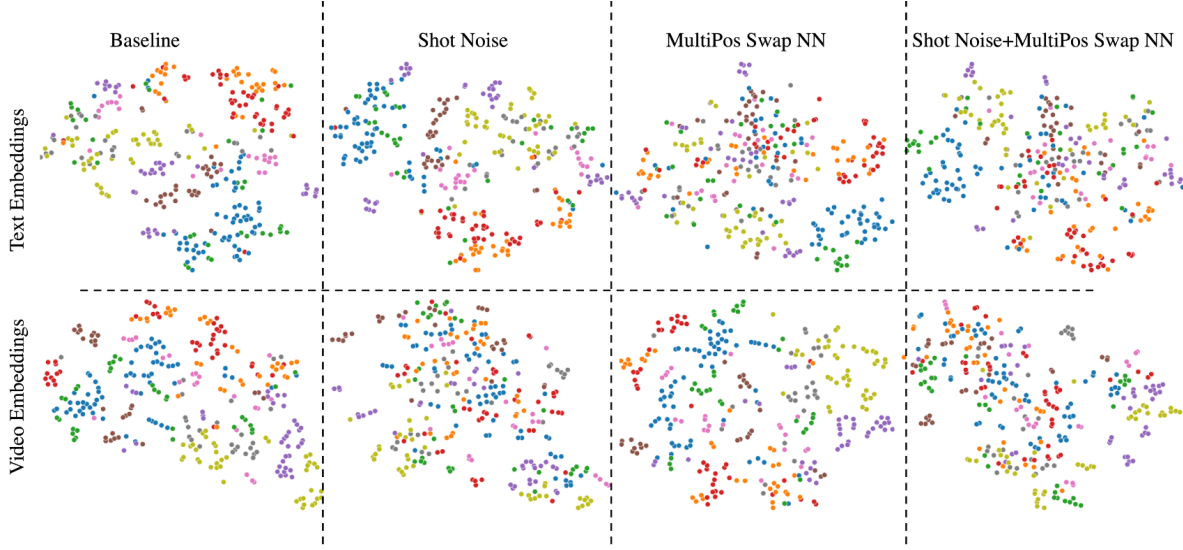 Baseline
Shot Noise
MultiPos Swap NN
Shot Noise+MultiPos Swap NN
Text Embeddings
Video Embeddings